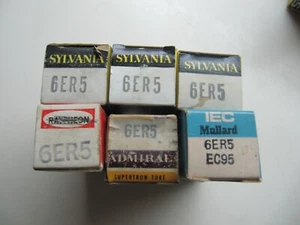 SYLVANIA
6ER5
SYLVANIA
6ER5
SYLVANIA
6ER5
RAYTHEON
6ER5
6ER5
ADMIRAL
SUPERTRON TUBE
IEC
Mullard
6ER5
EC95